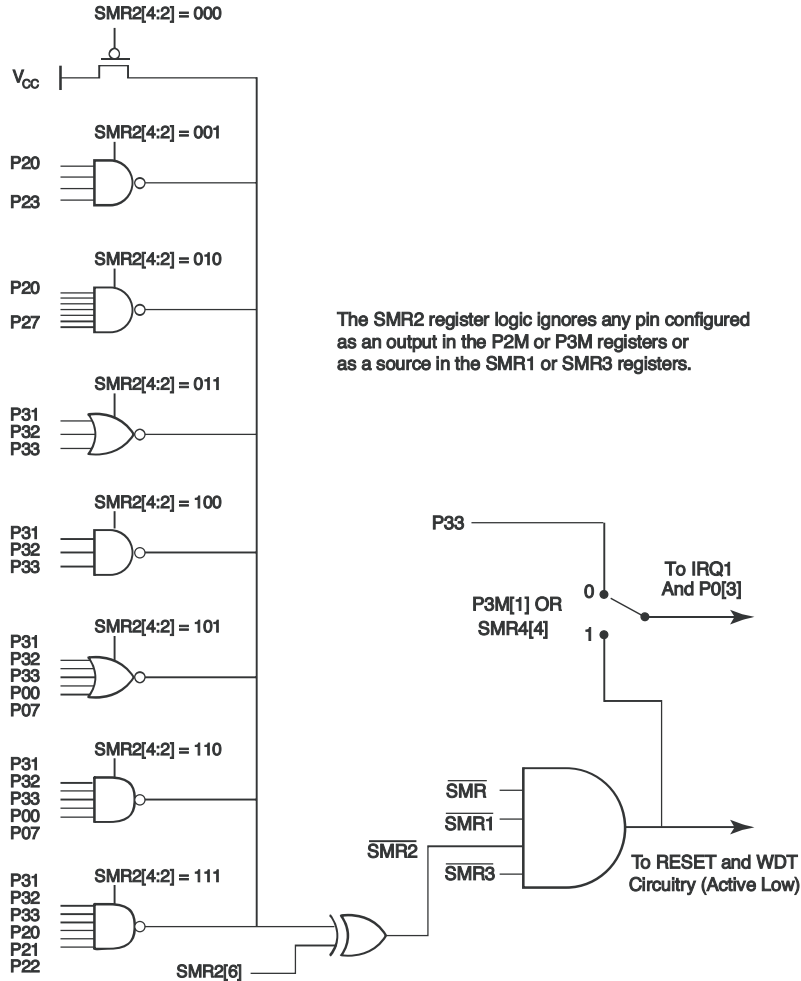 SMR2[4:2] = 000
VCC
SMR2[4:2] = 001
P20
P23
SMR2[4:2] = 010
P20
P27
The SMR2 register logic ignores any pin configured
as an output in the P2M or P3M registers or
as a source in the SMR1 or SMR3 registers.
SMR2[4:2] = 011
P31
P32
P33
SMR2[4:2] = 100
P31
P32
P33
P33
0
To IRQ1
And P0[3]
P3M[1] OR
SMR4[4]
1
SMR2[4:2] = 101
P31
P32
P33
P00
P07
SMR2[4:2] = 110
P31
P32
P33
P00
P07
SMR
SMR1
SMR2
SMR3
To RESET and WDT
Circuitry (Active Low)
SMR2[4:2] = 111
P31
P32
P33
P20
P21
P22
SMR2[6]